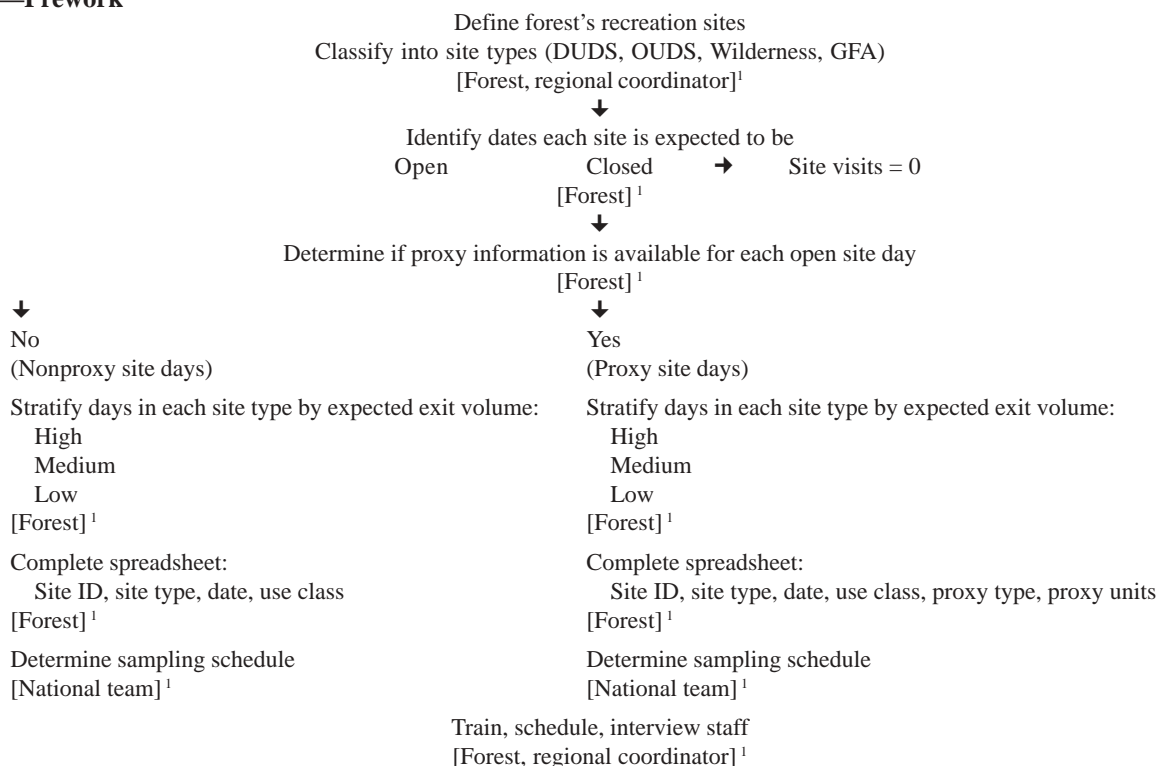 —Prework
Define forest's recreation sites
Classify into site types (DUDS, OUDS, Wilderness, GFA)
[Forest, regional coordinator]1
Identify dates each site is expected to be
Open Closed → Site visits = 0
[Forest] 1
Determine if proxy information is available for each open site day
[Forest] 1
No
(Nonproxy site days)
Stratify days in each site type by expected exit volume:
High
Medium
Low
[Forest] 1
Complete spreadsheet:
Site ID, site type, date, use class
[Forest] 1
Determine sampling schedule
[National team] 1
Yes
(Proxy site days)
Stratify days in each site type by expected exit volume:
High
Medium
Low
[Forest] 1
Complete spreadsheet:
Site ID, site type, date, use class, proxy type, proxy units
[Forest] 1
Determine sampling schedule
[National team] 1
Train, schedule, interview staff
[Forest, regional coordinator] 1